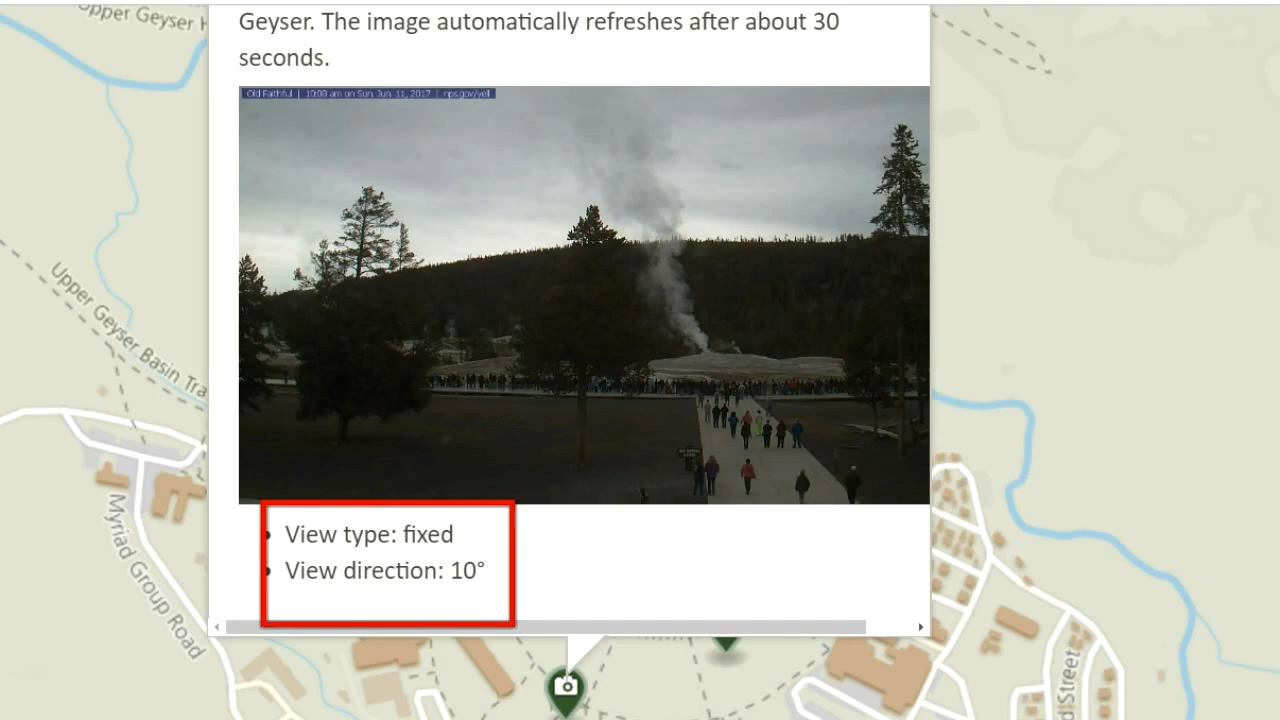 Upper Geyser
Geyser. The image automatically refreshes after about 30
seconds.
Old Faithful | 10:08 am on Sun, Jun. 11, 2017 | nps.gov/yell
Upper Geyser Basin Tra
Myriad Group Road
• View type: fixed
• View direction: 10°
d Street